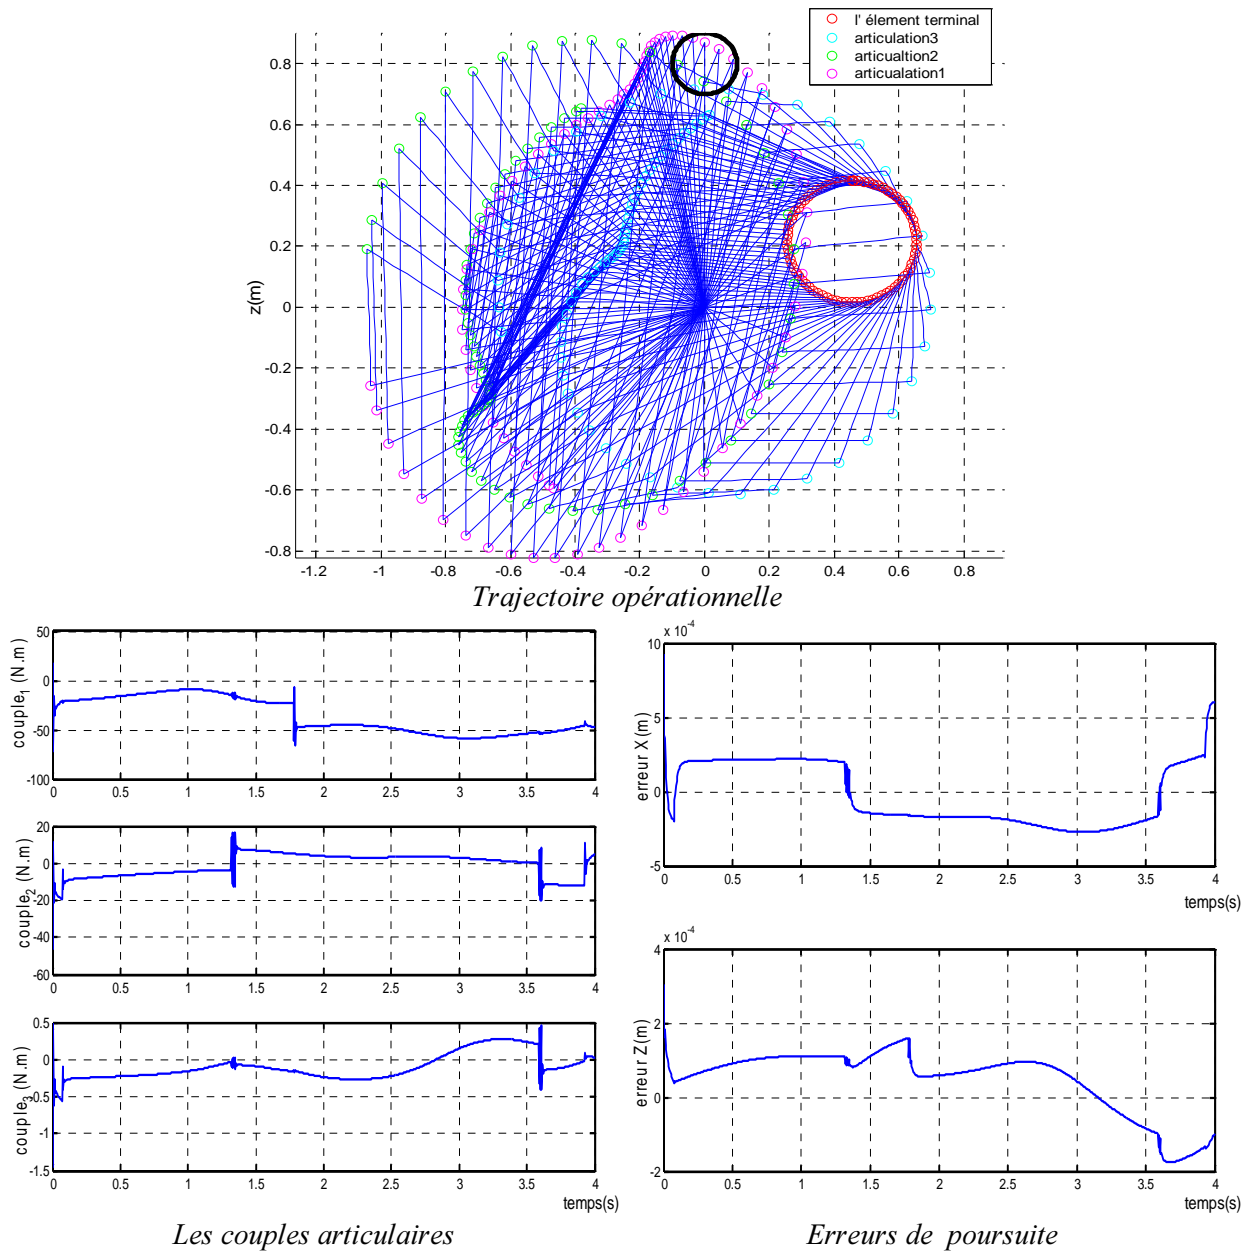 l' élement terminal
articulation3
articualtion2
articualation1
z(m)
0.8
0.6
0.4
0.2
0
-0.2
-0.4
-0.6
-0.8
-1.2 -1 -0.8 -0.6 -0.4 -0.2 0 0.2 0.4 0.6 0.8
Trajectoire opérationnelle
couple1 (N.m)
50
0
-50
-100
0 0.5 1 1.5 2 2.5 3 3.5 4
couple2 (N.m)
20
0
-20
-40
-60
0 0.5 1 1.5 2 2.5 3 3.5 4
couple3 (N.m)
0.5
0
-0.5
-1
-1.5
0 0.5 1 1.5 2 2.5 3 3.5 4
temps(s)
Les couples articulaires
x 10-4
erreur X (m)
10
5
0
-5
0 0.5 1 1.5 2 2.5 3 3.5 4
temps(s)
x 10-4
erreur Z (m)
4
2
0
-2
0 0.5 1 1.5 2 2.5 3 3.5 4
temps(s)
Erreurs de poursuite